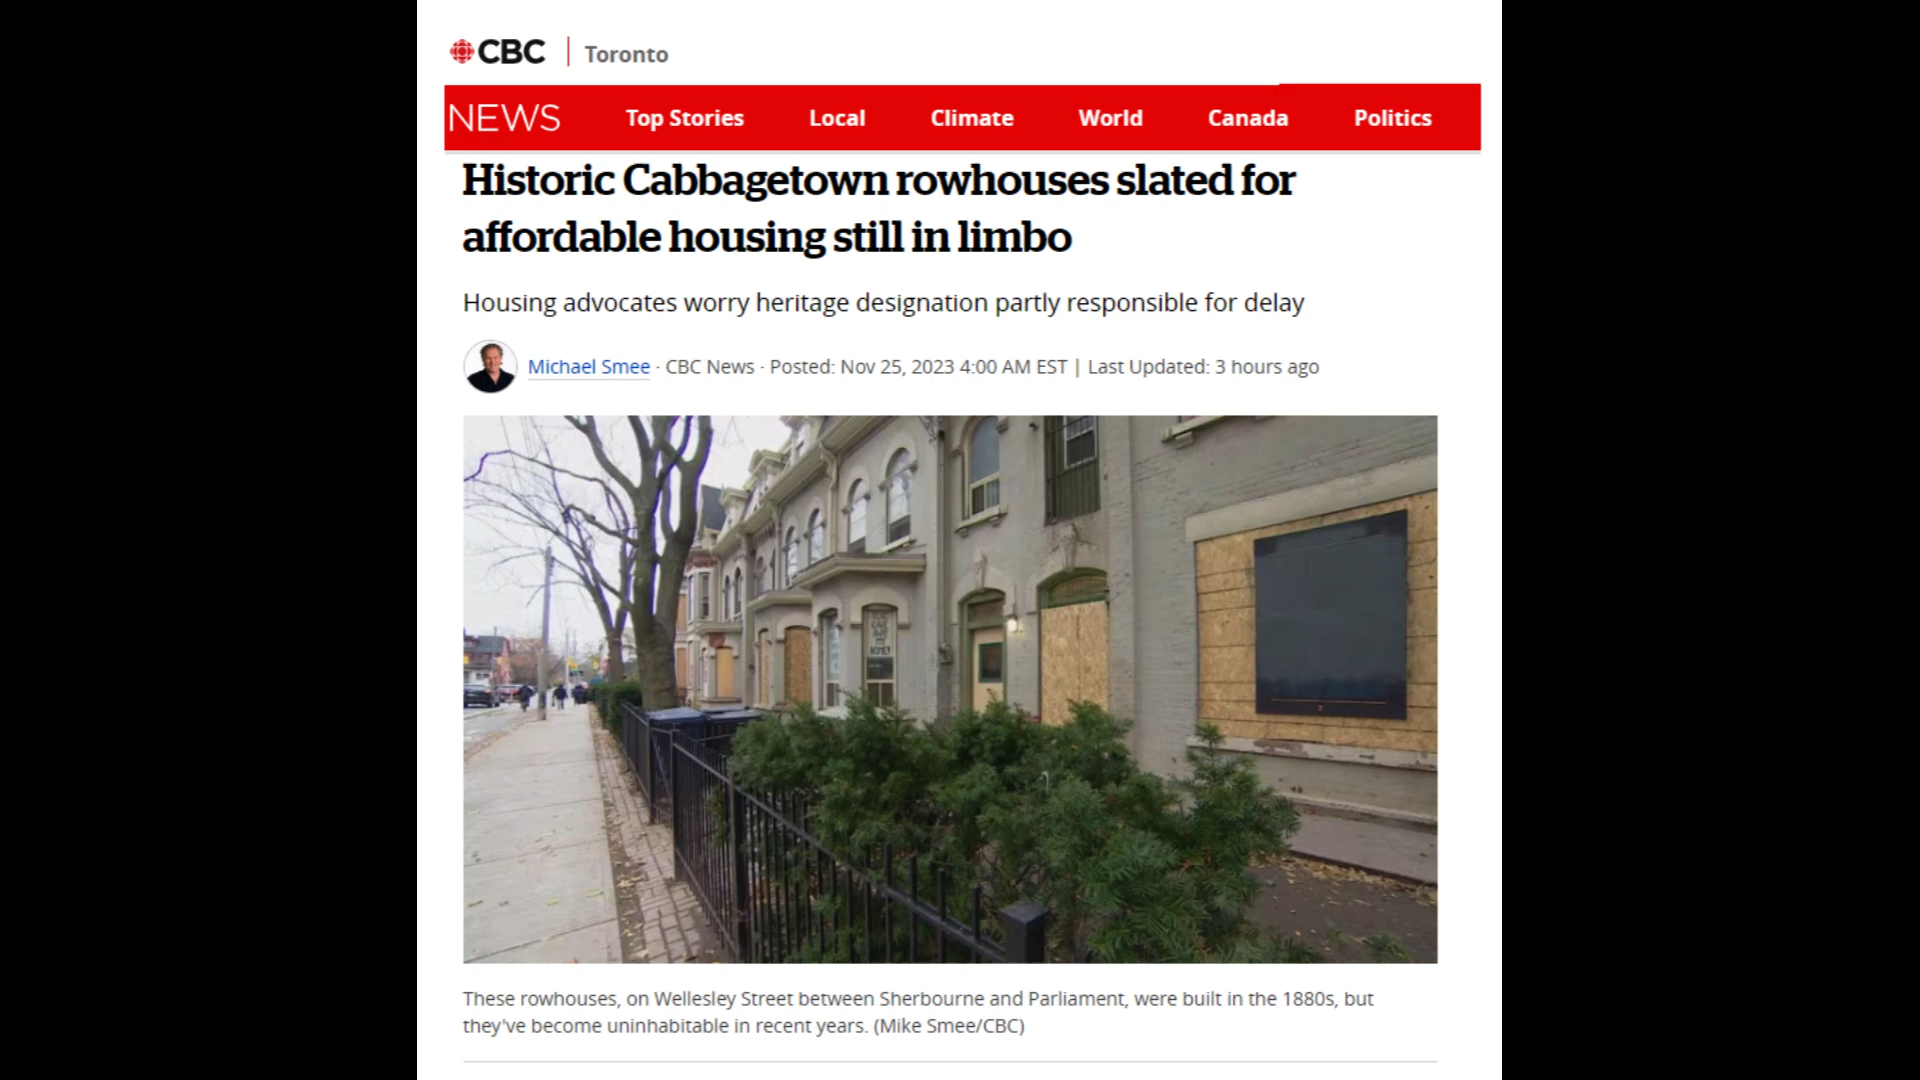 CBC | Toronto
NEWS Top Stories Local Climate World Canada Politics
Historic Cabbagetown rowhouses slated for
affordable housing still in limbo
Housing advocates worry heritage designation partly responsible for delay
Michael Smee · CBC News · Posted: Nov 25, 2023 4:00 AM EST | Last Updated: 3 hours ago
HOME!
These rowhouses, on Wellesley Street between Sherbourne and Parliament, were built in the 1880s, but
they've become uninhabitable in recent years. (Mike Smee/CBC)